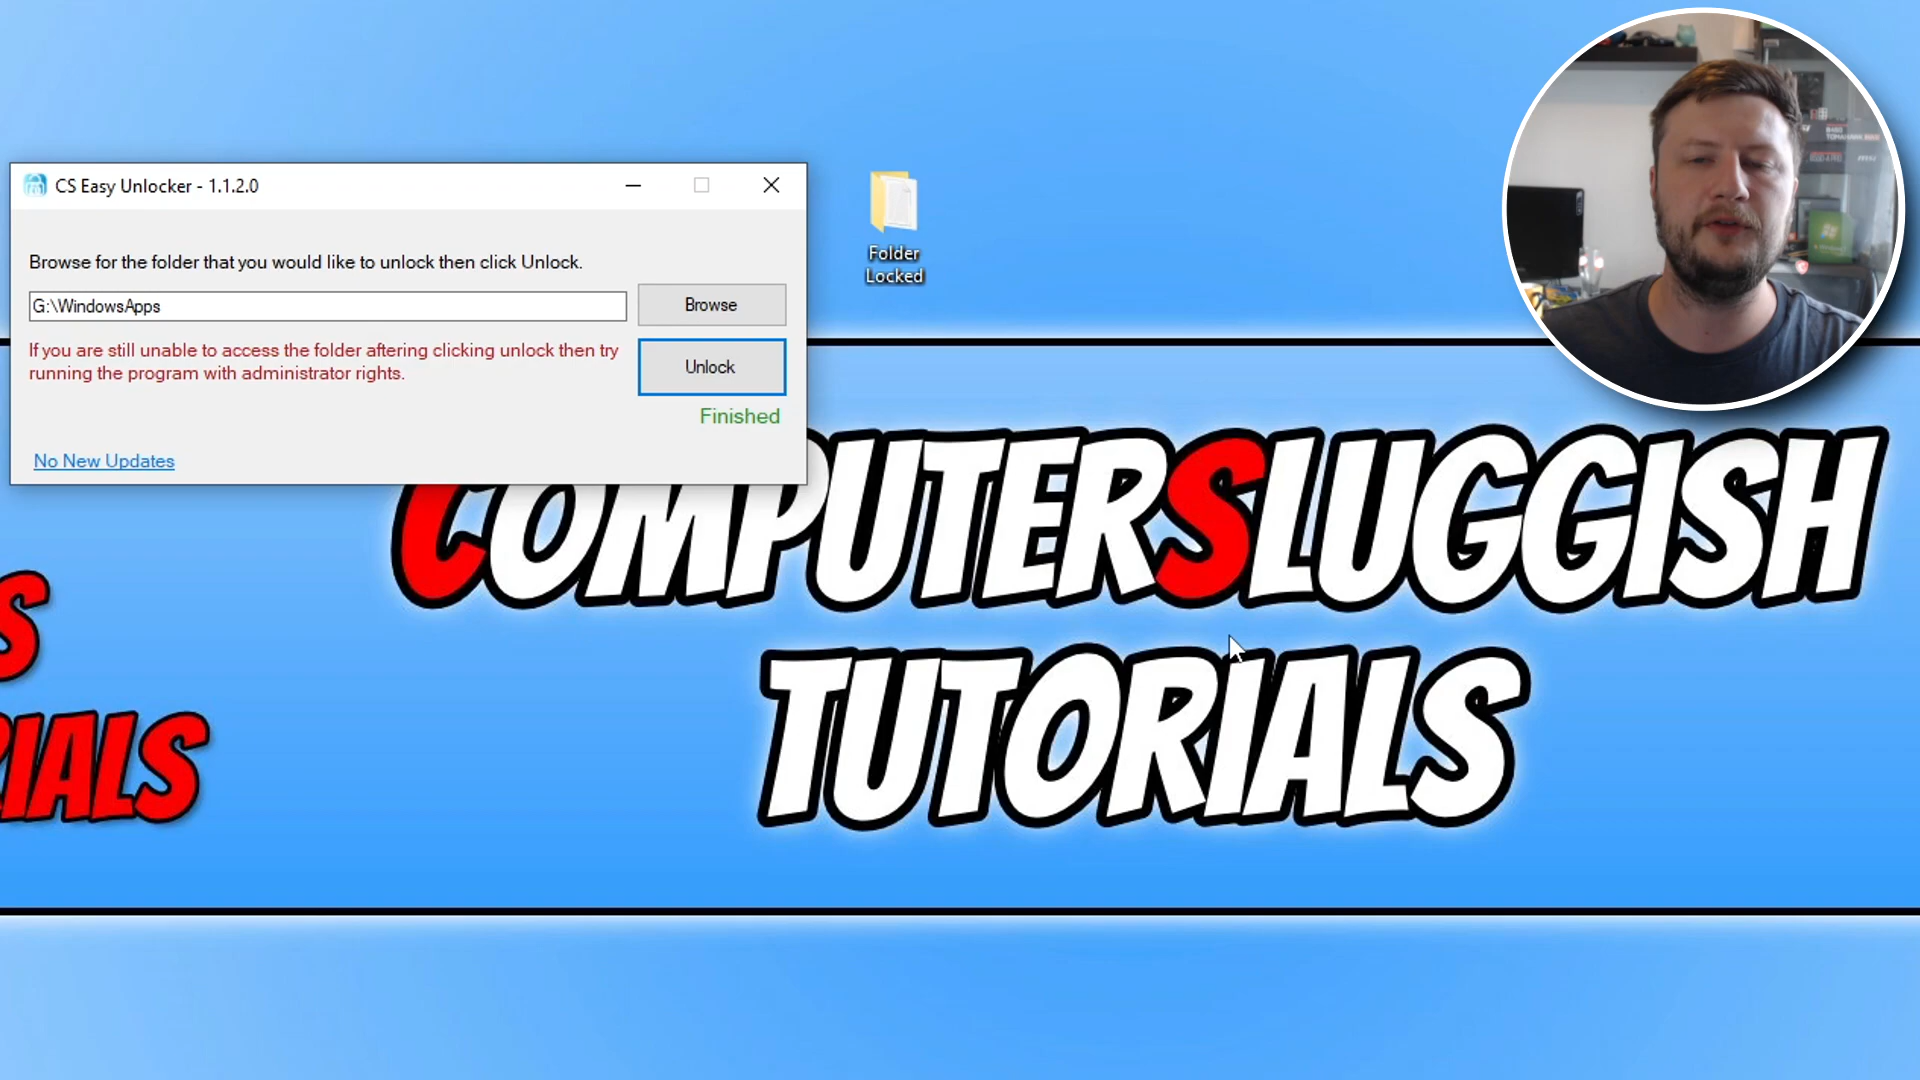 CS Easy Unlocker - 1.1.2.0
Browse for the folder that you would like to unlock then click Unlock.
G:\WindowsApps
Browse
If you are still unable to access the folder aftering clicking unlock then try
running the program with administrator rights.
Unlock
Finished
No New Updates
Folder
Locked
COMPUTERSLUGGISH
TUTORIALS
S
RIALS